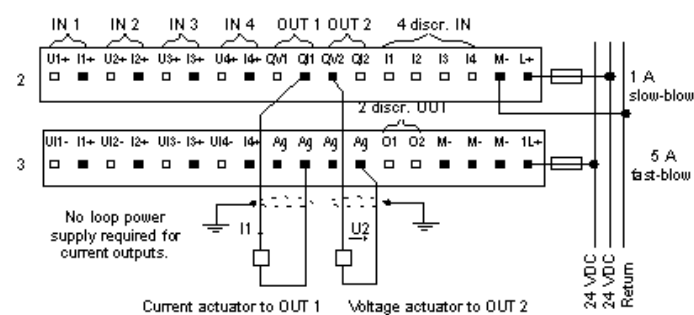 IN 1 IN 2 IN 3 IN 4 OUT 1 OUT 2 4 discr. IN
U1+ I1+ U2+ I2+ U3+ I3+ U4+ I4+ QV1 QI1 QV2 QI2 I1 I2 I3 I4 M- L+
2
1 A
slow-blow
2 discr. OUT
UI1- I1+ UI2- I2+ UI3- I3+ UI4- I4+ Ag Ag Ag Ag O1 O2 M- M- M- 1L+
3
5 A
fast-blow
No loop power
supply required for
current outputs.
I1
U2
24 VDC
24 VDC
Return
Current actuator to OUT 1 Voltage actuator to OUT 2